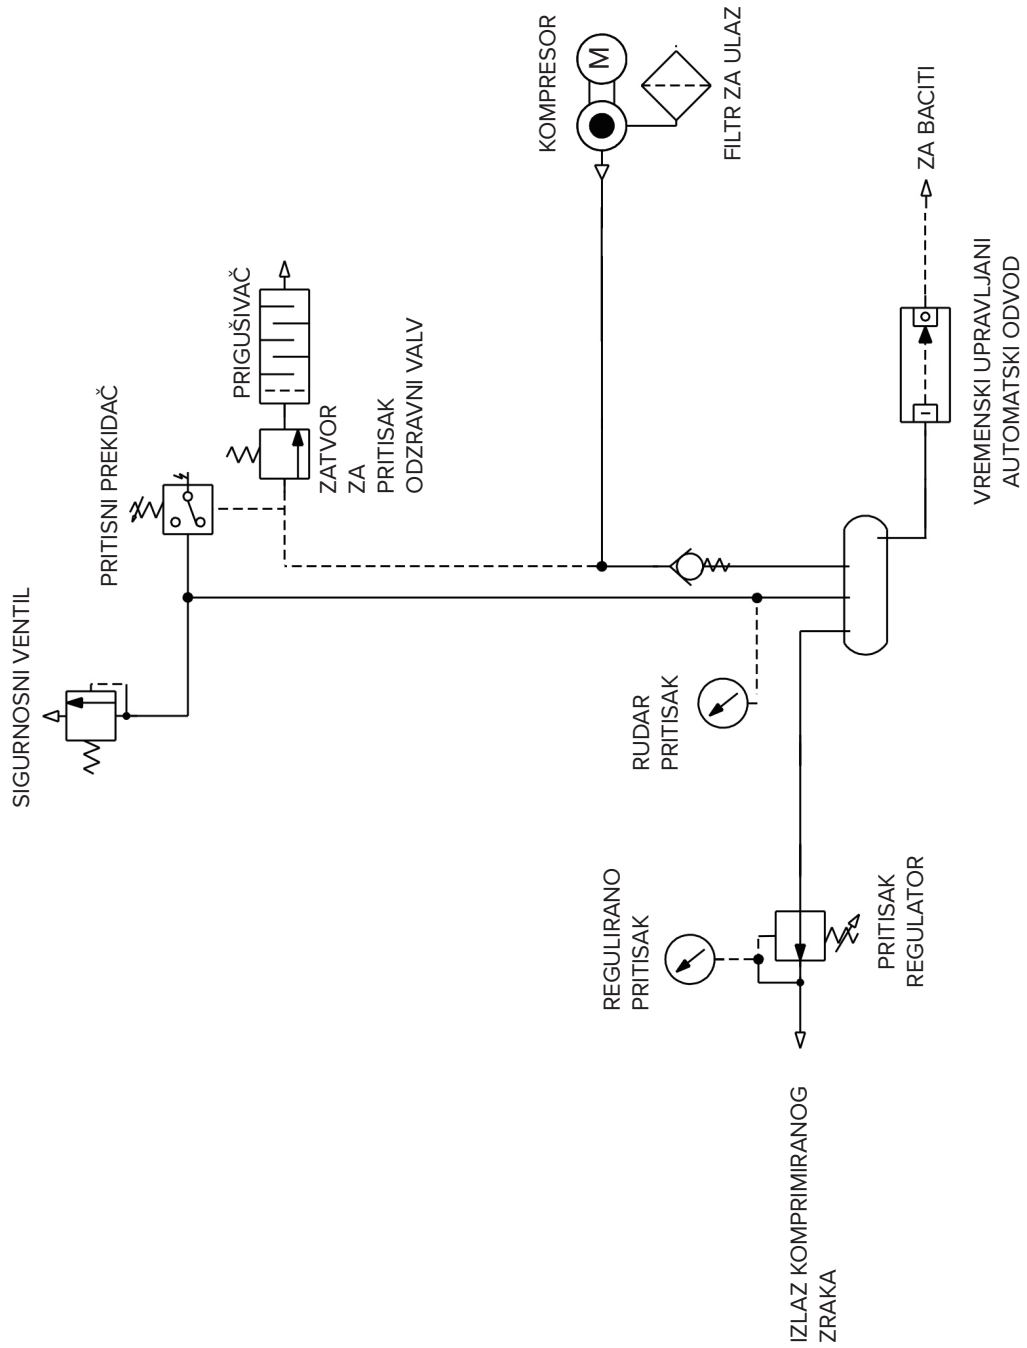 SIGURNOSNI VENTIL
PRITISNI PREKIDAČ
PRIGUŠIVAČ
ZATVOR
ZA
PRITISAK
ODZRAVNI VALV
KOMPRESOR
M
FILTR ZA ULAZ
ZA BACITI
VREMENSKI UPRAVLJANI
AUTOMATSKI ODVOD
RUDAR
PRITISAK
REGULIRANO
PRITISAK
PRITISAK
REGULATOR
IZLAZ KOMPRIMIRANOG
ZRAKA